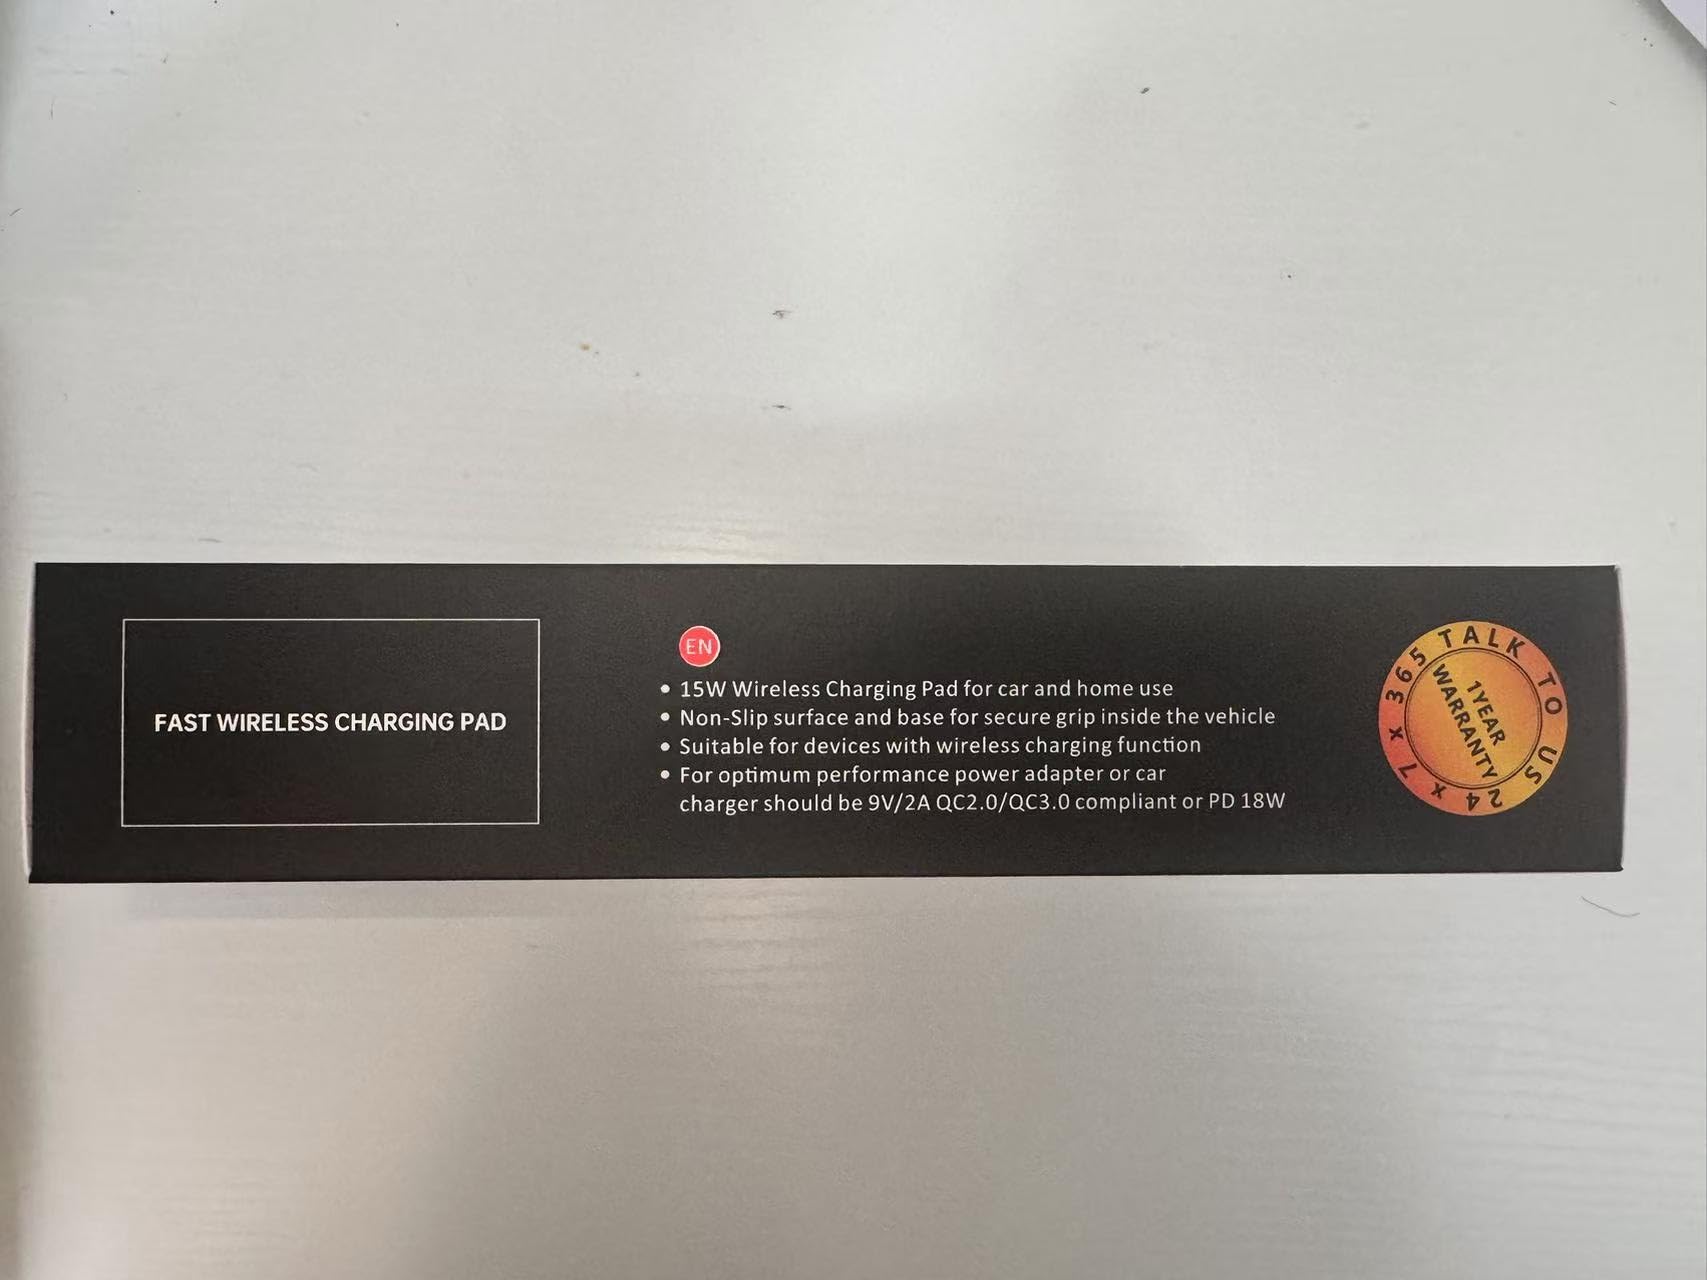 FAST WIRELESS CHARGING PAD
EN
• 15W Wireless Charging Pad for car and home use
• Non-Slip surface and base for secure grip inside the vehicle
• Suitable for devices with wireless charging function
• For optimum performance power adapter or car
charger should be 9V/2A QC2.0/QC3.0 compliant or PD 18W
TALK TO US 24 x 7 x 365
1YEAR
WARRANTY